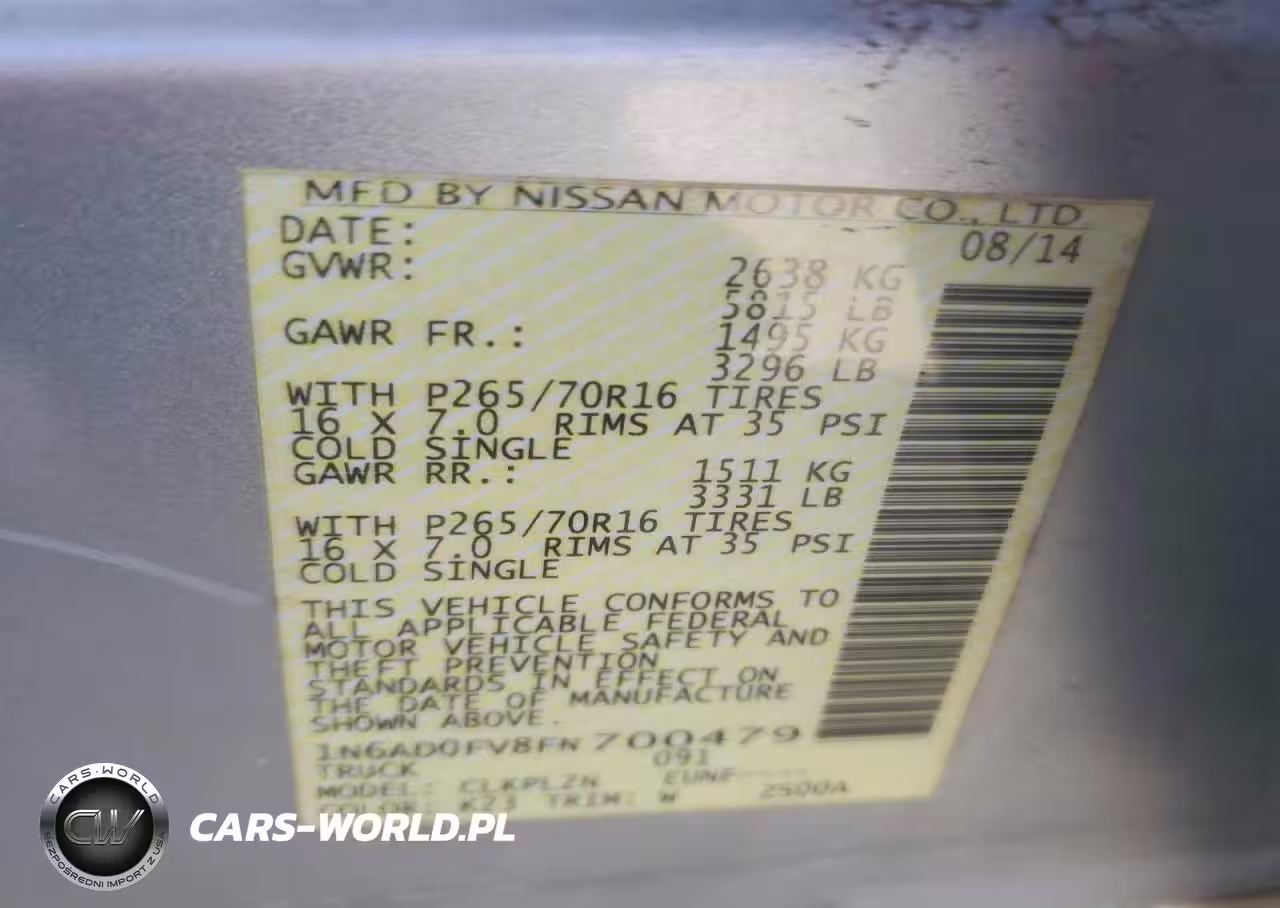 MFD BY NISSAN MOTOR CO., LTD
DATE: 08/14
GVWR: 2638 KG
5815 LB
GAWR FR.: 1495 KG
3296 LB
WITH P265/70R16 TIRES
16 X 7.0 RIMS AT 35 PSI
COLD SINGLE
GAWR RR.: 1511 KG
3331 LB
WITH P265/70R16 TIRES
16 X 7.0 RIMS AT 35 PSI
COLD SINGLE
THIS VEHICLE CONFORMS TO
ALL APPLICABLE FEDERAL
MOTOR VEHICLE SAFETY AND
THEFT PREVENTION
STANDARDS IN EFFECT ON
THE DATE OF MANUFACTURE
SHOWN ABOVE.
1N6AD0FV8FN700479
TRUCK 091
MODEL: CLKPLZN EUNF----
COLOR: K23 TRIM: W 2500A
CARS-WORLD
CW
BEZPOŚREDNI IMPORT Z USA
CARS-WORLD.PL